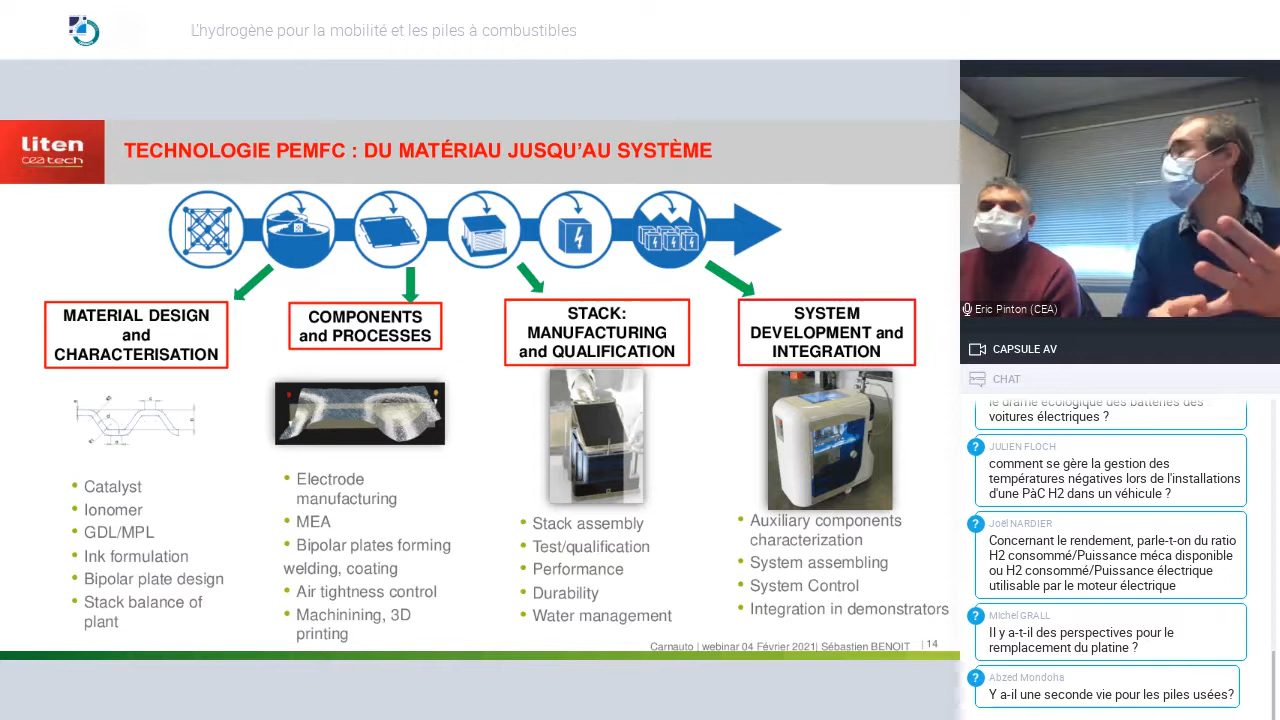 L'hydrogène pour la mobilité et les piles à combustibles
liten
ceatech
TECHNOLOGIE PEMFC : DU MATÉRIAU JUSQU'AU SYSTÈME
MATERIAL DESIGN
and
CHARACTERISATION
COMPONENTS
and PROCESSES
STACK:
MANUFACTURING
and QUALIFICATION
SYSTEM
DEVELOPMENT and
INTEGRATION
• Catalyst
• Ionomer
• GDL/MPL
• Ink formulation
• Bipolar plate design
• Stack balance of
plant
• Electrode
manufacturing
• MEA
• Bipolar plates forming
welding, coating
• Air tightness control
• Machinining, 3D
printing
• Stack assembly
• Test/qualification
• Performance
• Durability
• Water management
• Auxiliary components
characterization
• System assembling
• System Control
• Integration in demonstrators
Carnauto | webinar 04 Février 2021| Sébastien BENOIT | 14
Eric Pinton (CEA)
CAPSULE AV
CHAT
le drame écologique des batteries des
voitures électriques ?
? JULIEN FLOCH
comment se gère la gestion des
températures négatives lors de l'installations
d'une PàC H2 dans un véhicule ?
? Joël NARDIER
Concernant le rendement, parle-t-on du ratio
H2 consommé/Puissance méca disponible
ou H2 consommé/Puissance électrique
utilisable par le moteur électrique
? Michel GRALL
Il y a-t-il des perspectives pour le
remplacement du platine ?
? Abzed Mondoha
Y a-il une seconde vie pour les piles usées?